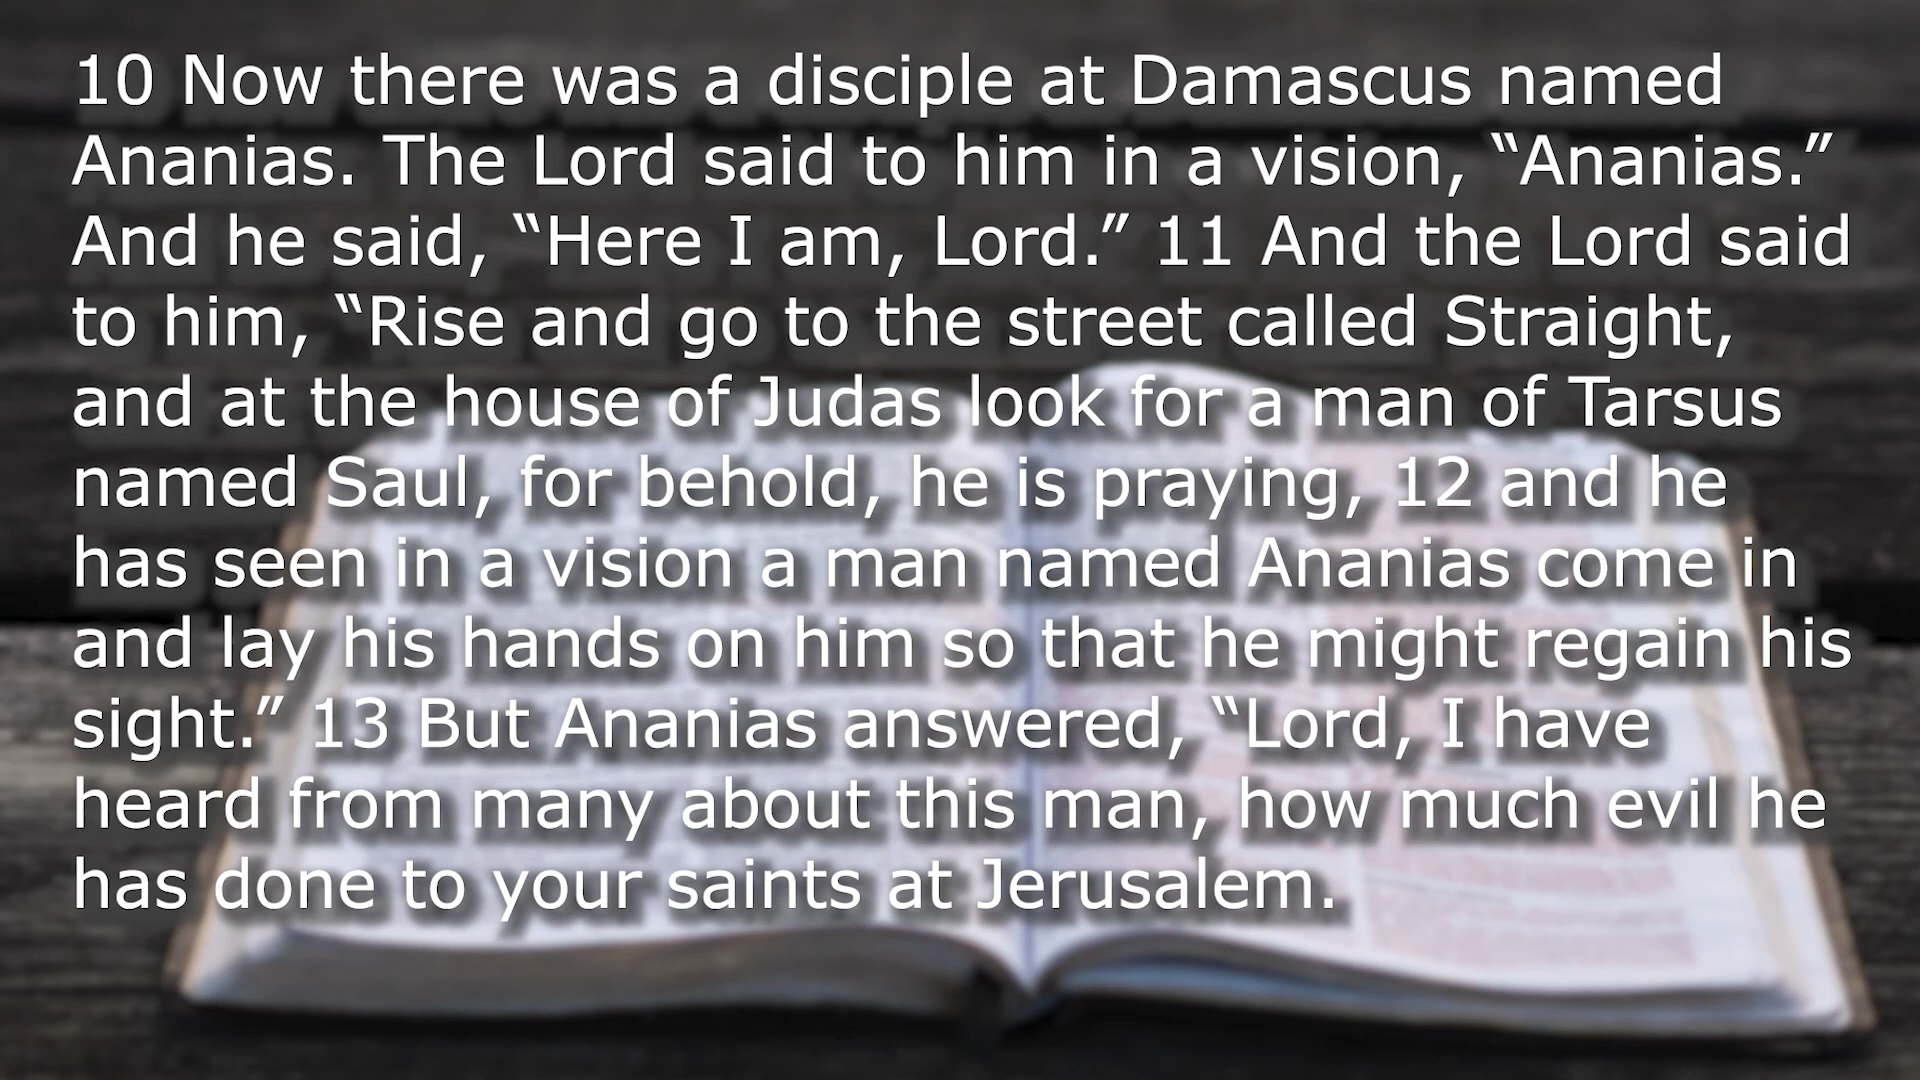 10 Now there was a disciple at Damascus named
Ananias. The Lord said to him in a vision, “Ananias.”
And he said, “Here I am, Lord.” 11 And the Lord said
to him, “Rise and go to the street called Straight,
and at the house of Judas look for a man of Tarsus
named Saul, for behold, he is praying, 12 and he
has seen in a vision a man named Ananias come in
and lay his hands on him so that he might regain his
sight.” 13 But Ananias answered, “Lord, I have
heard from many about this man, how much evil he
has done to your saints at Jerusalem.